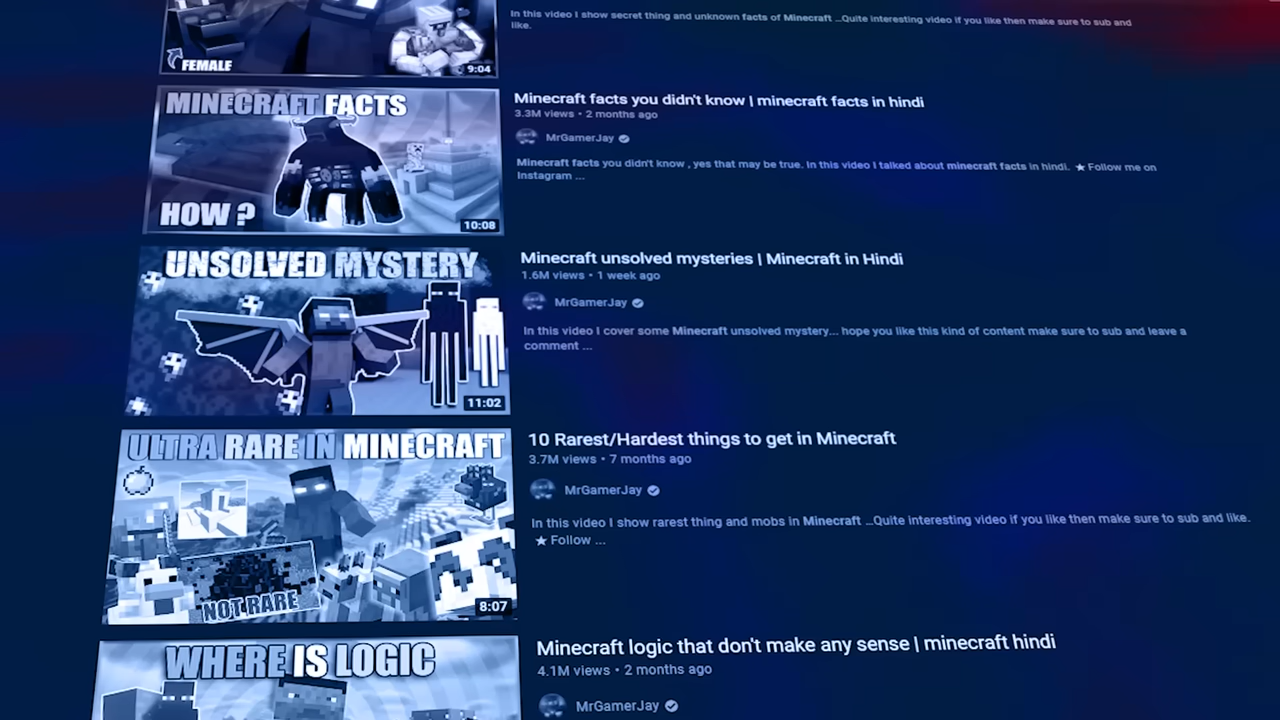 In this video I show secret thing and unknown facts of Minecraft ...Quite interesting video if you like then make sure to sub and
like.
FEMALE
9:04
MINECRAFT FACTS
HOW ?
10:08
Minecraft facts you didn't know | minecraft facts in hindi
3.3M views • 2 months ago
MrGamerJay
Minecraft facts you didn't know , yes that may be true. In this video I talked about minecraft facts in hindi. ★ Follow me on
Instagram ...
UNSOLVED MYSTERY
11:02
Minecraft unsolved mysteries | Minecraft in Hindi
1.6M views • 1 week ago
MrGamerJay
In this video I cover some Minecraft unsolved mystery... hope you like this kind of content make sure to sub and leave a
comment ...
ULTRA RARE IN MINECRAFT
NOT RARE
8:07
10 Rarest/Hardest things to get in Minecraft
3.7M views • 7 months ago
MrGamerJay
In this video I show rarest thing and mobs in Minecraft ...Quite interesting video if you like then make sure to sub and like.
★ Follow ...
WHERE IS LOGIC
Minecraft logic that don't make any sense | minecraft hindi
4.1M views • 2 months ago
MrGamerJay